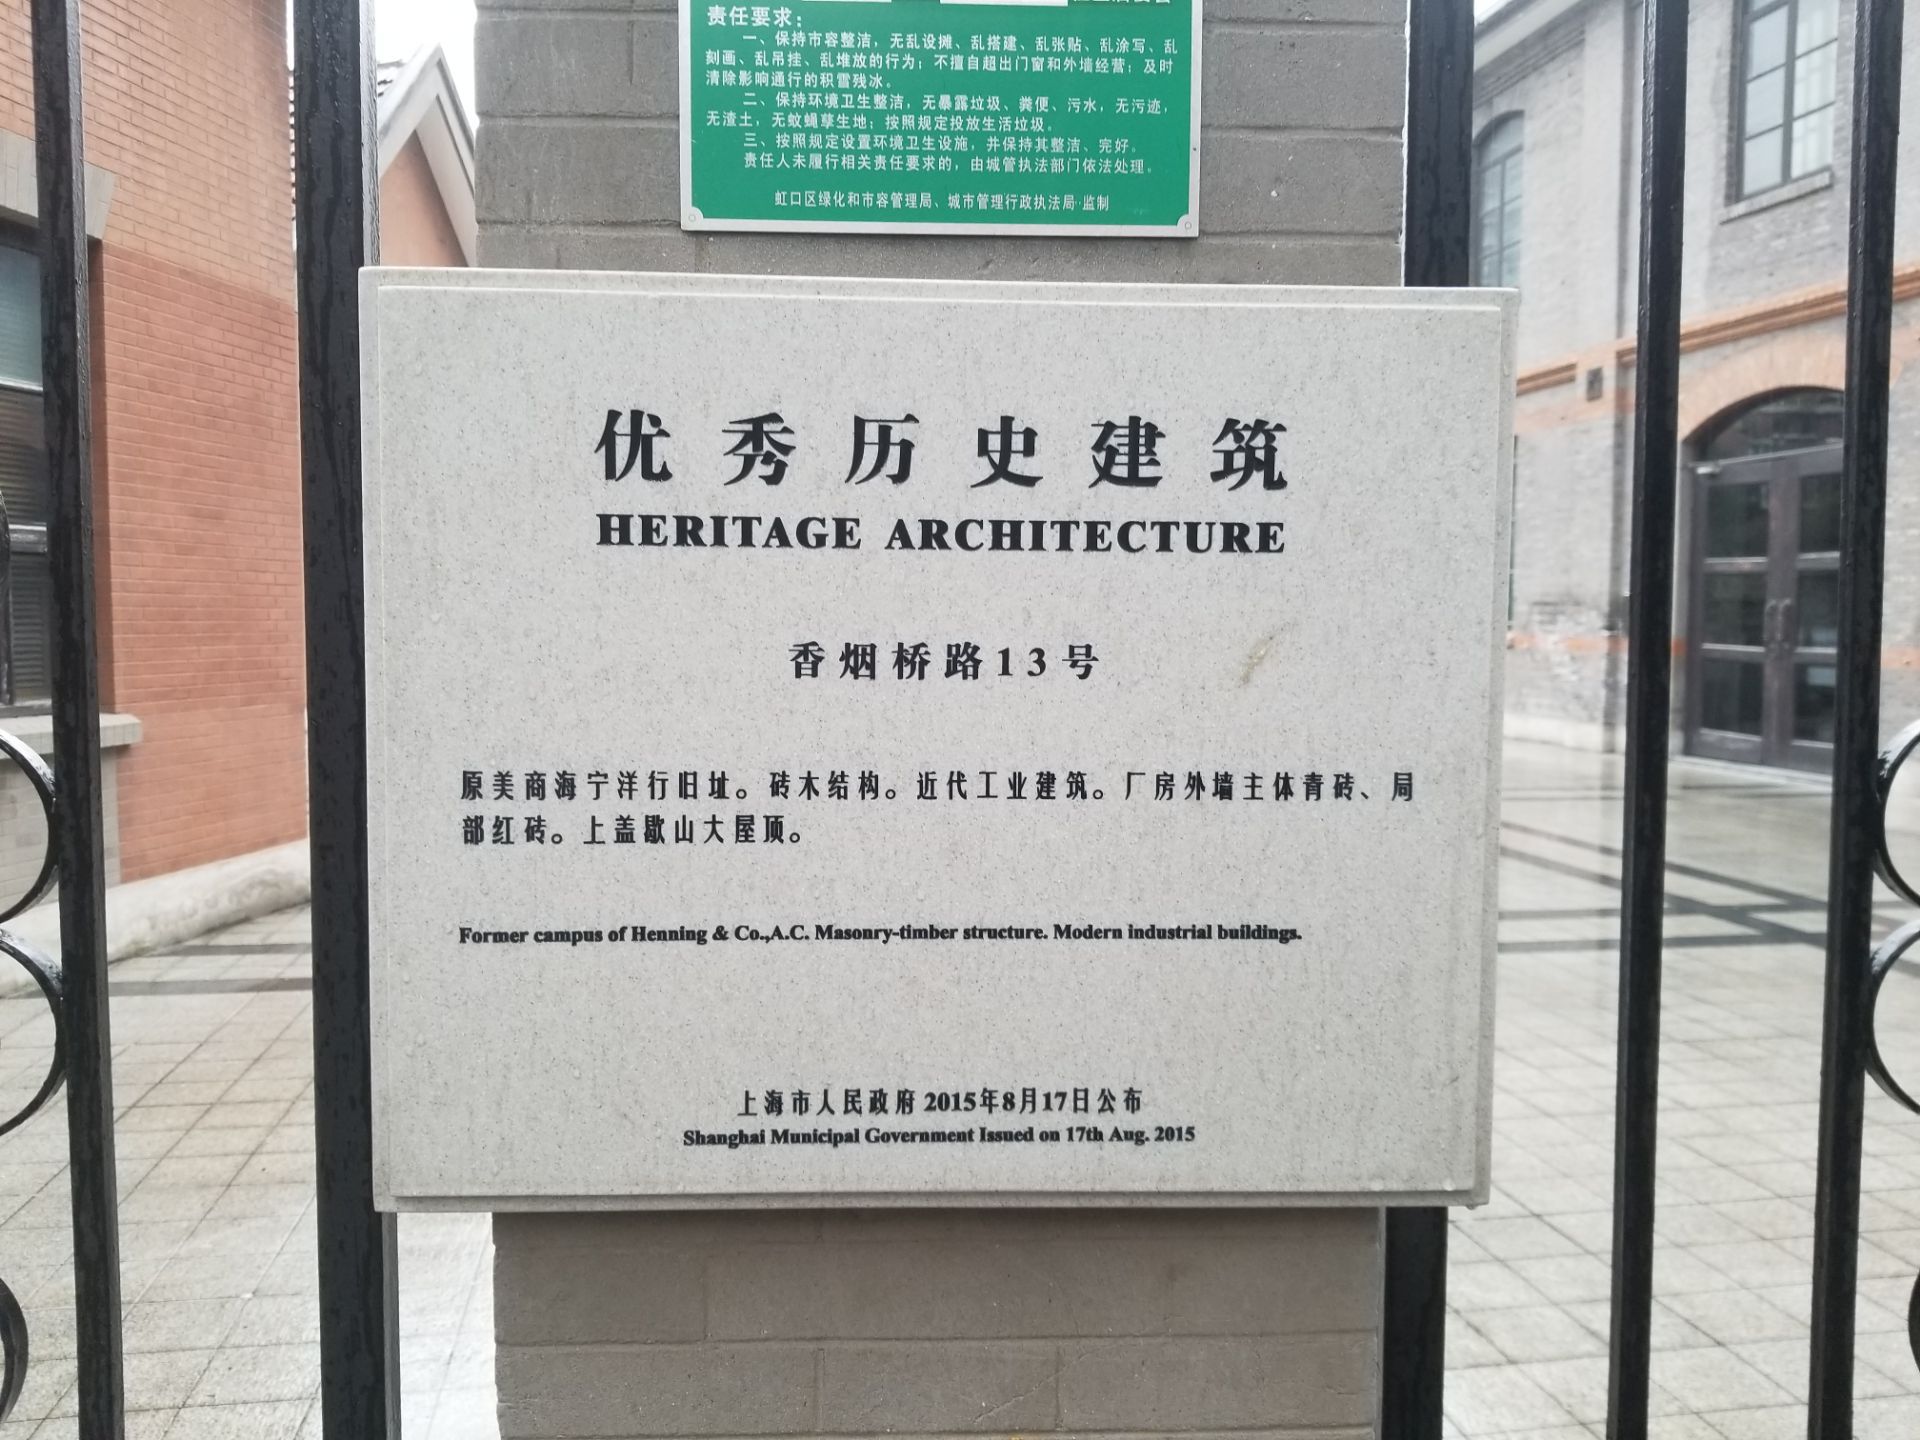 责任要求：
一、保持市容整洁，无乱设摊、乱搭建、乱张贴、乱涂写、乱
刻画、乱吊挂、乱堆放的行为；不擅自超出门窗和外墙经营；及时
清除影响通行的积雪残冰。
二、保持环境卫生整洁，无暴露垃圾、粪便、污水，无污迹，
无渣土，无蚊蝇孳生地；按照规定投放生活垃圾。
三、按照规定设置环境卫生设施，并保持其整洁、完好。
责任人未履行相关责任要求的，由城管执法部门依法处理。
虹口区绿化和市容管理局、城市管理行政执法局·监制
优秀历史建筑
HERITAGE ARCHITECTURE
香烟桥路13号
原美商海宁洋行旧址。砖木结构。近代工业建筑。厂房外墙主体青砖、局
部红砖。上盖歇山大屋顶。
Former campus of Henning & Co.,A.C. Masonry-timber structure. Modern industrial buildings.
上海市人民政府 2015年8月17日公布
Shanghai Municipal Government Issued on 17th Aug. 2015